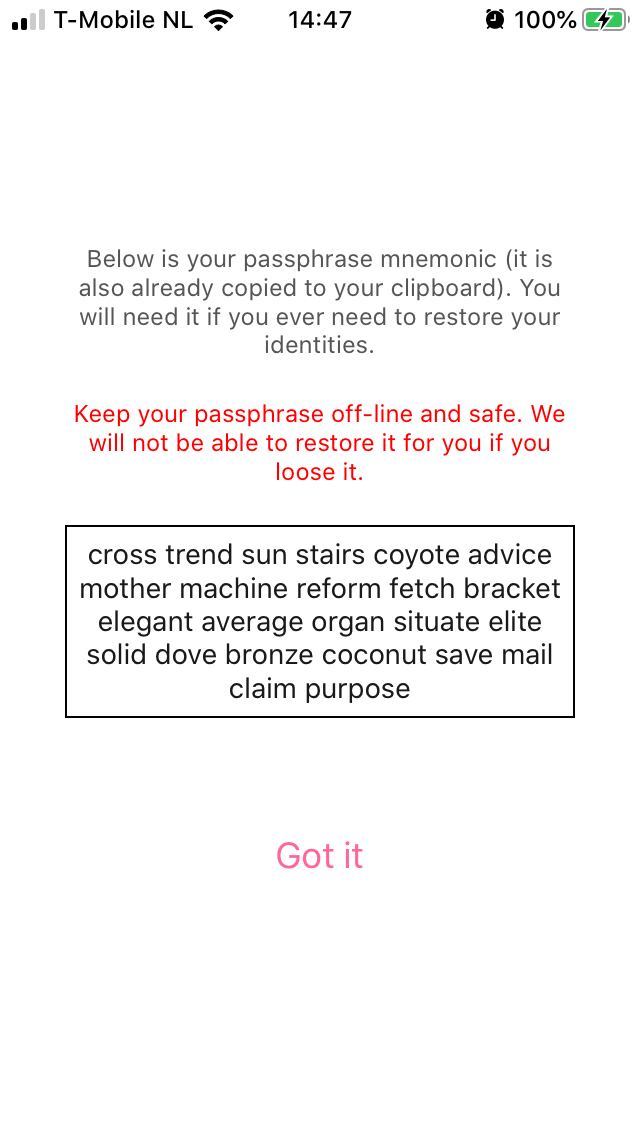 T-Mobile NL 14:47 100%
Below is your passphrase mnemonic (it is
also already copied to your clipboard). You
will need it if you ever need to restore your
identities.
Keep your passphrase off-line and safe. We
will not be able to restore it for you if you
loose it.
cross trend sun stairs coyote advice
mother machine reform fetch bracket
elegant average organ situate elite
solid dove bronze coconut save mail
claim purpose
Got it